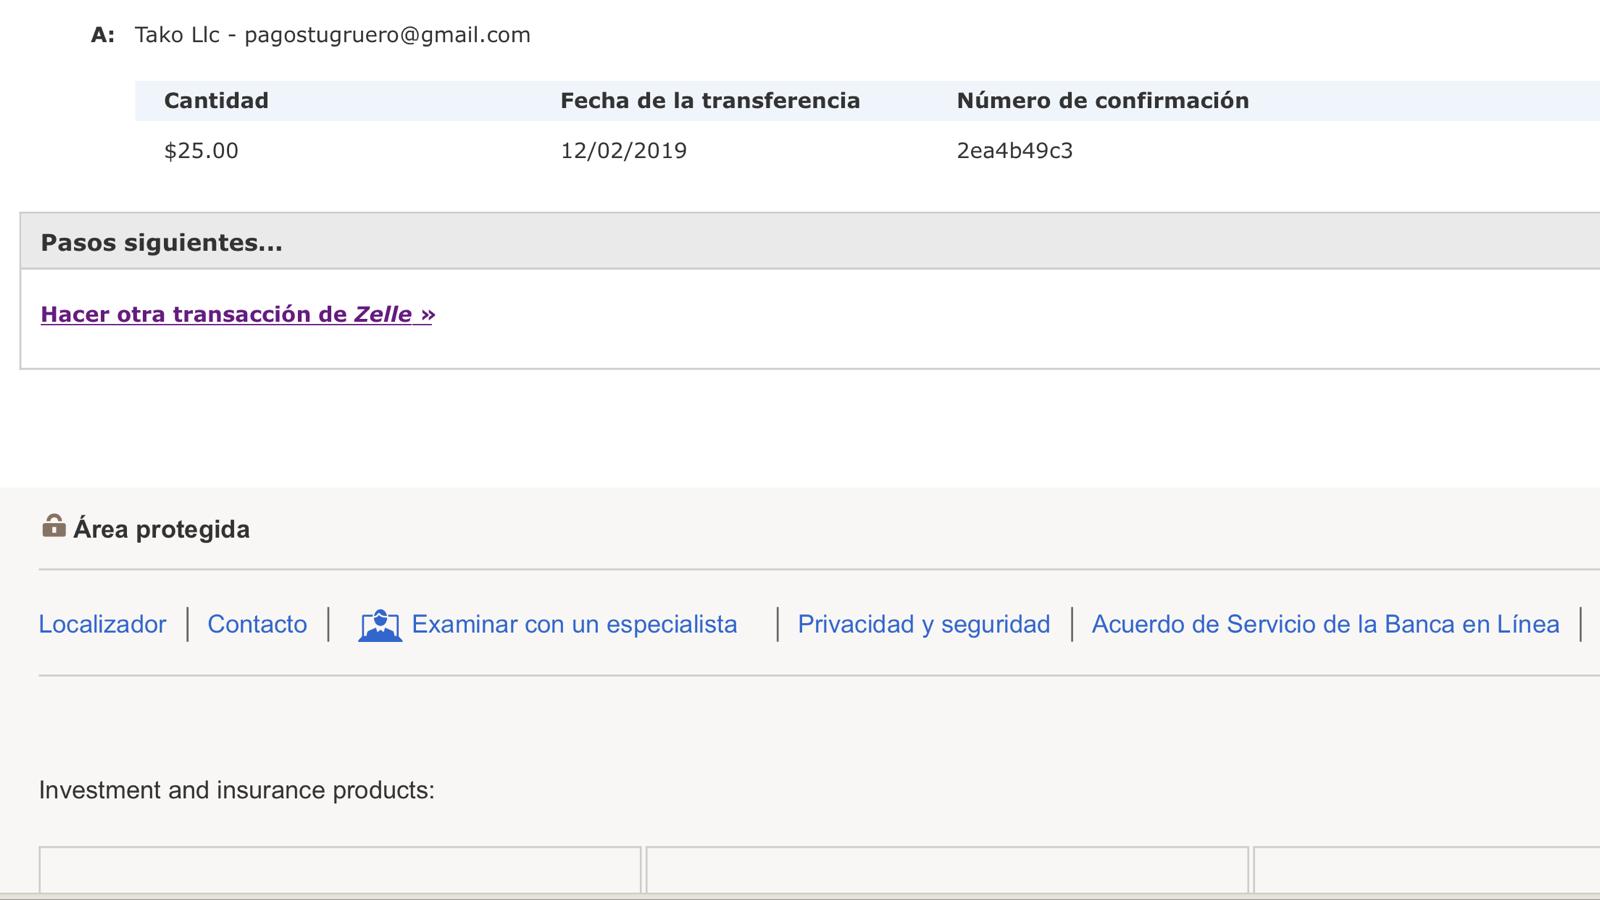 A: Tako Llc - pagostugruero@gmail.com
Cantidad Fecha de la transferencia Número de confirmación
$25.00 12/02/2019 2ea4b49c3
Pasos siguientes...
Hacer otra transacción de Zelle »
Área protegida
Localizador Contacto Examinar con un especialista Privacidad y seguridad Acuerdo de Servicio de la Banca en Línea
Investment and insurance products: